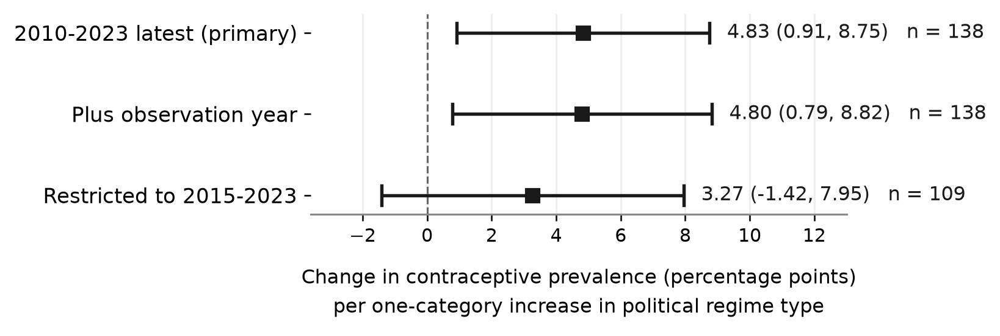 2010-2023 latest (primary)
4.83 (0.91, 8.75)   n = 138
Plus observation year
4.80 (0.79, 8.82)   n = 138
Restricted to 2015-2023
3.27 (-1.42, 7.95)   n = 109
−2 0 2 4 6 8 10 12
Change in contraceptive prevalence (percentage points)
per one-category increase in political regime type